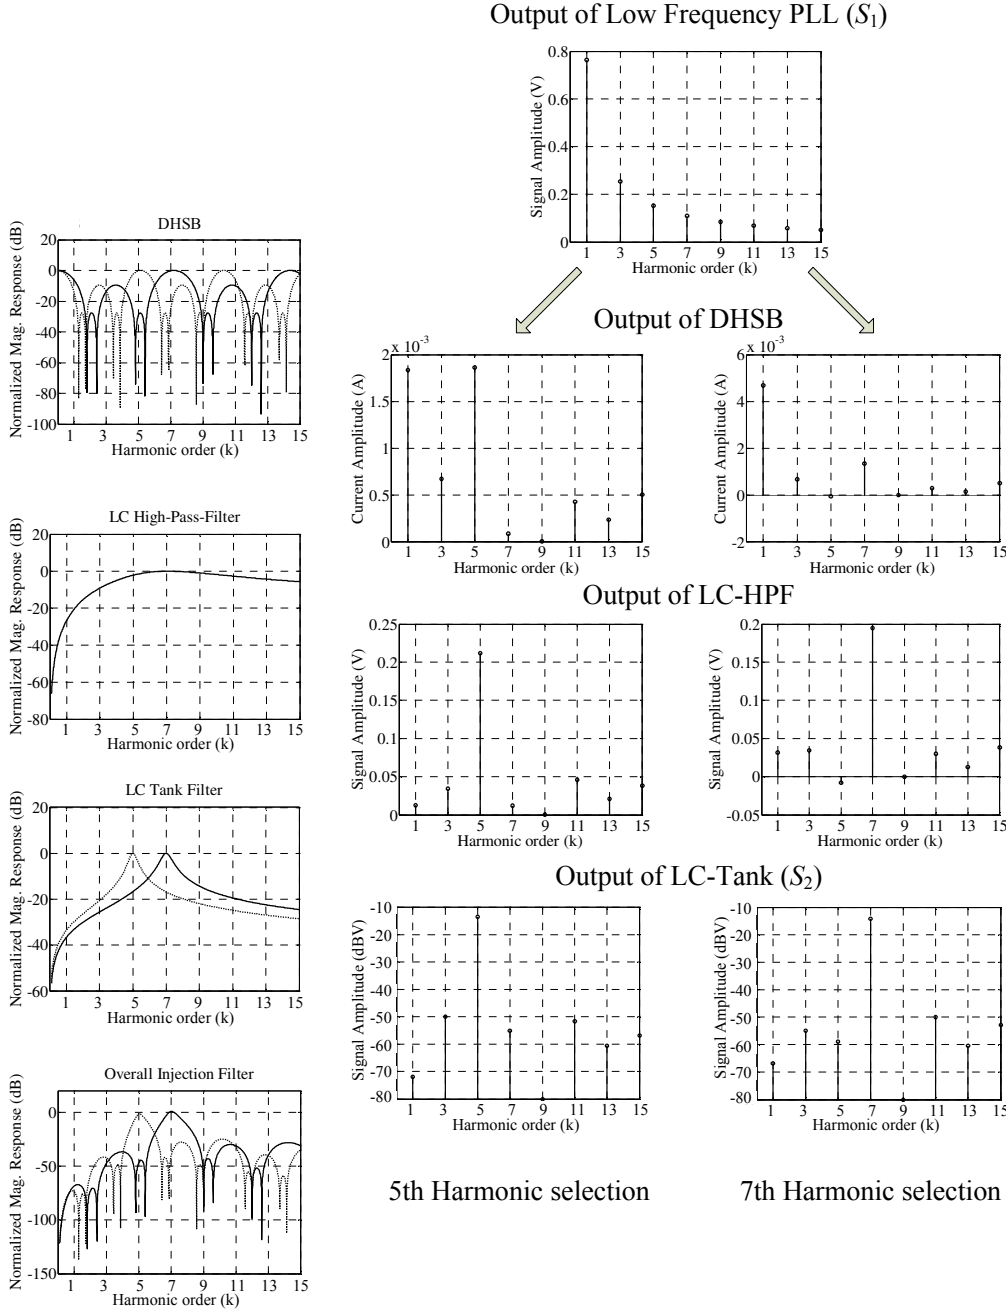 Output of Low Frequency PLL (S1)
Signal Amplitude (V)
0.8
0.6
0.4
0.2
0
1 3 5 7 9 11 13 15
Harmonic order (k)
DHSB
Normalized Mag. Response (dB)
20
0
-20
-40
-60
-80
-100
1 3 5 7 9 11 13 15
Harmonic order (k)
LC High-Pass-Filter
Normalized Mag. Response (dB)
20
0
-20
-40
-60
-80
1 3 5 7 9 11 13 15
Harmonic order (k)
LC Tank Filter
Normalized Mag. Response (dB)
20
0
-20
-40
-60
1 3 5 7 9 11 13 15
Harmonic order (k)
Overall Injection Filter
Normalized Mag. Response (dB)
0
-50
-100
-150
1 3 5 7 9 11 13 15
Harmonic order (k)
Output of DHSB
x 10-3
Current Amplitude (A)
2
1.5
1
0.5
0
1 3 5 7 9 11 13 15
Harmonic order (k)
x 10-3
Current Amplitude (A)
6
4
2
0
-2
1 3 5 7 9 11 13 15
Harmonic order (k)
Output of LC-HPF
Signal Amplitude (V)
0.25
0.2
0.15
0.1
0.05
0
1 3 5 7 9 11 13 15
Harmonic order (k)
Signal Amplitude (V)
0.2
0.15
0.1
0.05
0
-0.05
1 3 5 7 9 11 13 15
Harmonic order (k)
Output of LC-Tank (S2)
Signal Amplitude (dBV)
-10
-20
-30
-40
-50
-60
-70
-80
1 3 5 7 9 11 13 15
Harmonic order (k)
Signal Amplitude (dBV)
-10
-20
-30
-40
-50
-60
-70
-80
1 3 5 7 9 11 13 15
Harmonic order (k)
5th Harmonic selection
7th Harmonic selection